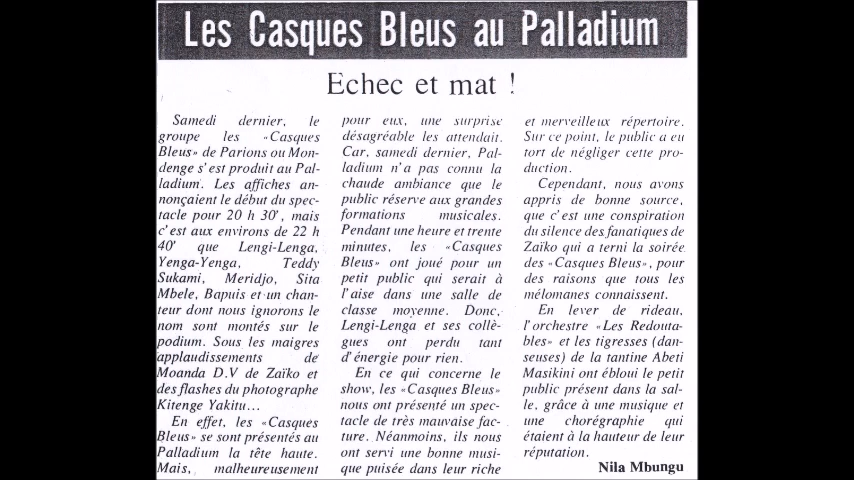 Les Casques Bleus au Palladium
Echec et mat !
Samedi dernier, le
groupe les «Casques
Bleus» de Parions ou Mon-
denge s'est produit au Pal-
ladium. Les affiches an-
nonçaient le début du spec-
tacle pour 20 h 30', mais
c'est aux environs de 22 h
40' que Lengi-Lenga,
Yenga-Yenga, Teddy
Sukami, Meridjo, Sita
Mbele, Bapuis et un chan-
teur dont nous ignorons le
nom sont montés sur le
podium. Sous les maigres
applaudissements de
Moanda D.V de Zaïko et
des flashes du photographe
Kitenge Yakitu...
En effet, les «Casques
Bleus» se sont présentés au
Palladium la tête haute.
Mais, malheureusement
pour eux, une surprise
désagréable les attendait.
Car, samedi dernier, Pal-
ladium n'a pas connu la
chaude ambiance que le
public réserve aux grandes
formations musicales.
Pendant une heure et trente
minutes, les «Casques
Bleus» ont joué pour un
petit public qui serait à
l'aise dans une salle de
classe moyenne. Donc,
Lengi-Lenga et ses collè-
gues ont perdu tant
d'énergie pour rien.
En ce qui concerne le
show, les «Casques Bleus»
nous ont présenté un spec-
tacle de très mauvaise fac-
ture. Néanmoins, ils nous
ont servi une bonne musi-
que puisée dans leur riche
et merveilleux répertoire.
Sur ce point, le public a eu
tort de négliger cette pro-
duction.
Cependant, nous avons
appris de bonne source,
que c'est une conspiration
du silence des fanatiques de
Zaïko qui a terni la soirée
des «Casques Bleus», pour
des raisons que tous les
mélomanes connaissent.
En lever de rideau,
l'orchestre «Les Redouta-
bles» et les tigresses (dan-
seuses) de la tantine Abeti
Masikini ont ébloui le petit
public présent dans la sal-
le, grâce à une musique et
une chorégraphie qui
étaient à la hauteur de leur
réputation.
Nila Mbungu